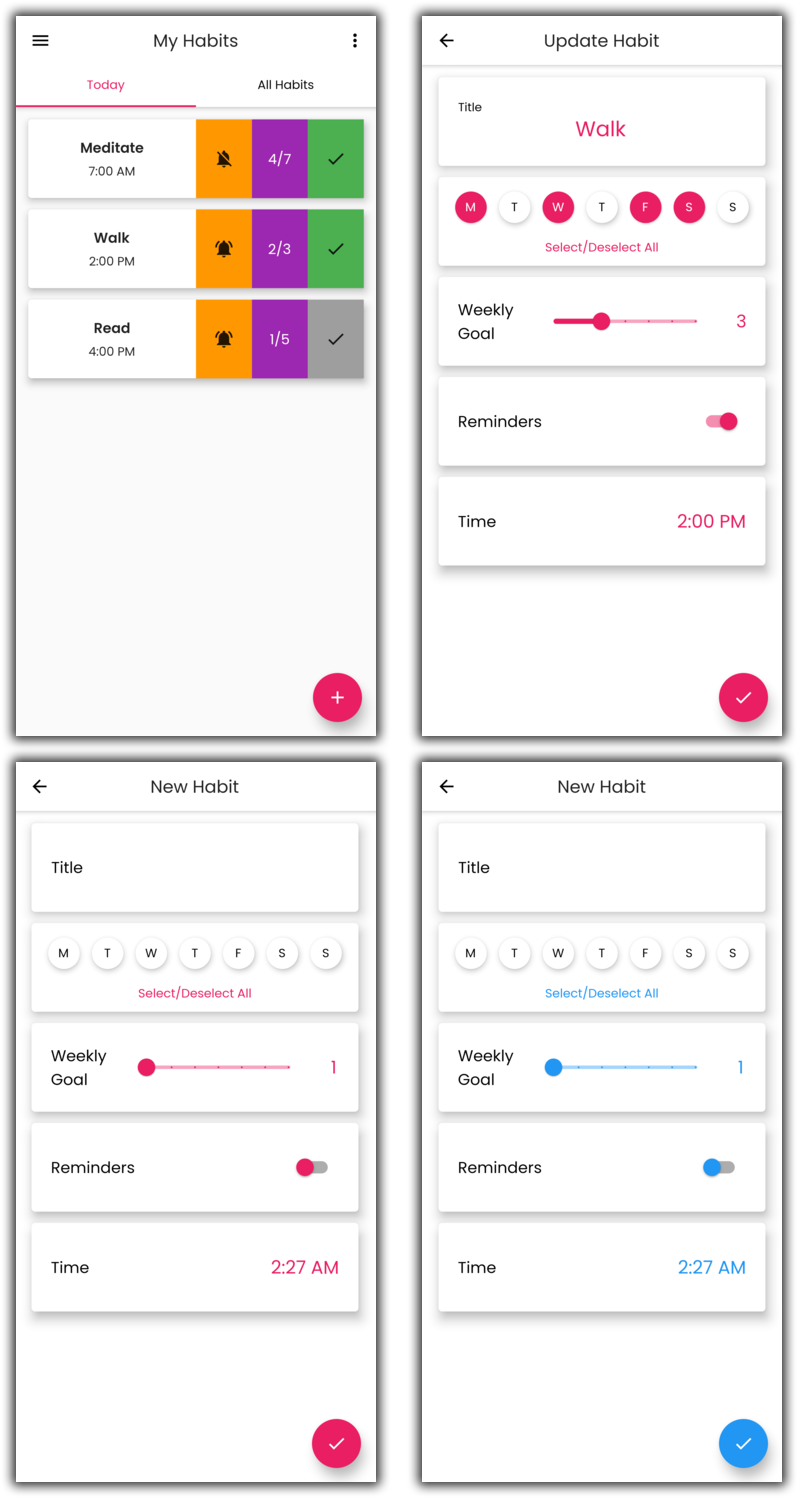 My Habits
Today
All Habits
Meditate
7:00 AM
4/7
Walk
2:00 PM
2/3
Read
4:00 PM
1/5
Update Habit
Title
Walk
M T W T F S S
Select/Deselect All
Weekly
Goal
3
Reminders
Time
2:00 PM
New Habit
Title
M T W T F S S
Select/Deselect All
Weekly
Goal
1
Reminders
Time
2:27 AM
New Habit
Title
M T W T F S S
Select/Deselect All
Weekly
Goal
1
Reminders
Time
2:27 AM